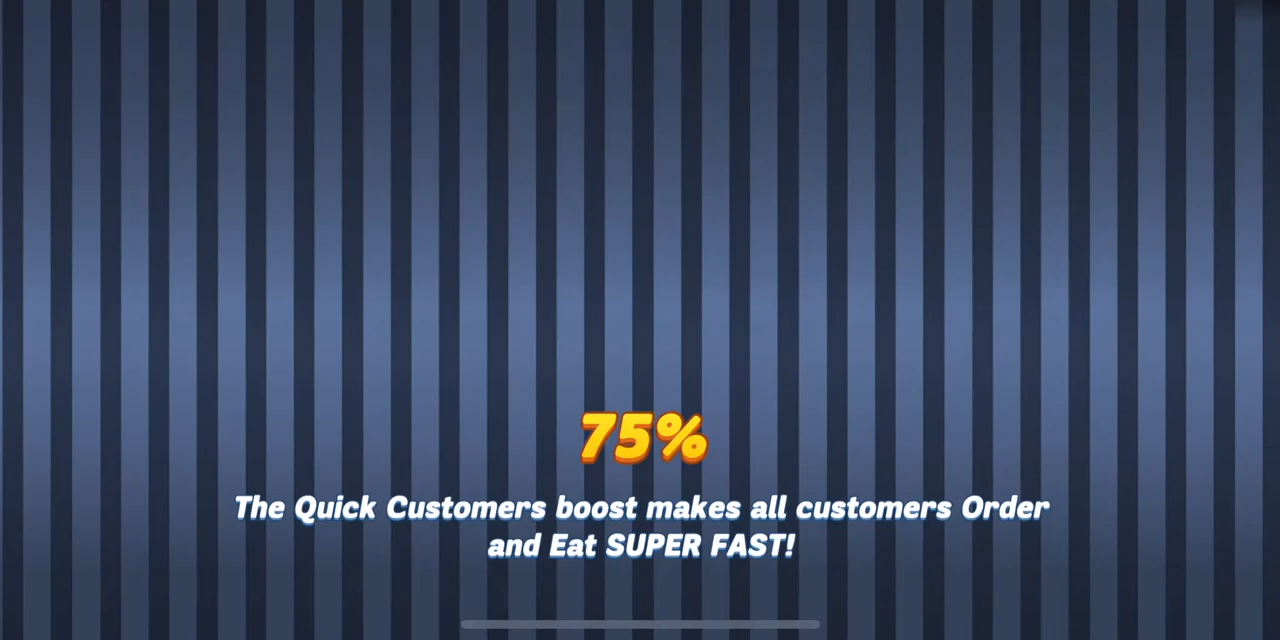 75%
The Quick Customers boost makes all customers Order
and Eat SUPER FAST!